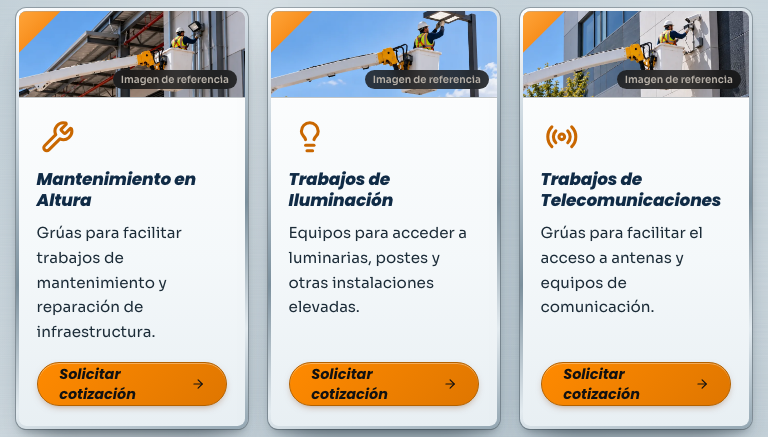 Imagen de referencia
Mantenimiento en
Altura
Grúas para facilitar
trabajos de
mantenimiento y
reparación de
infraestructura.
Solicitar
cotización
Imagen de referencia
Trabajos de
Iluminación
Equipos para acceder a
luminarias, postes y
otras instalaciones
elevadas.
Solicitar
cotización
Imagen de referencia
Trabajos de
Telecomunicaciones
Grúas para facilitar el
acceso a antenas y
equipos de
comunicación.
Solicitar
cotización